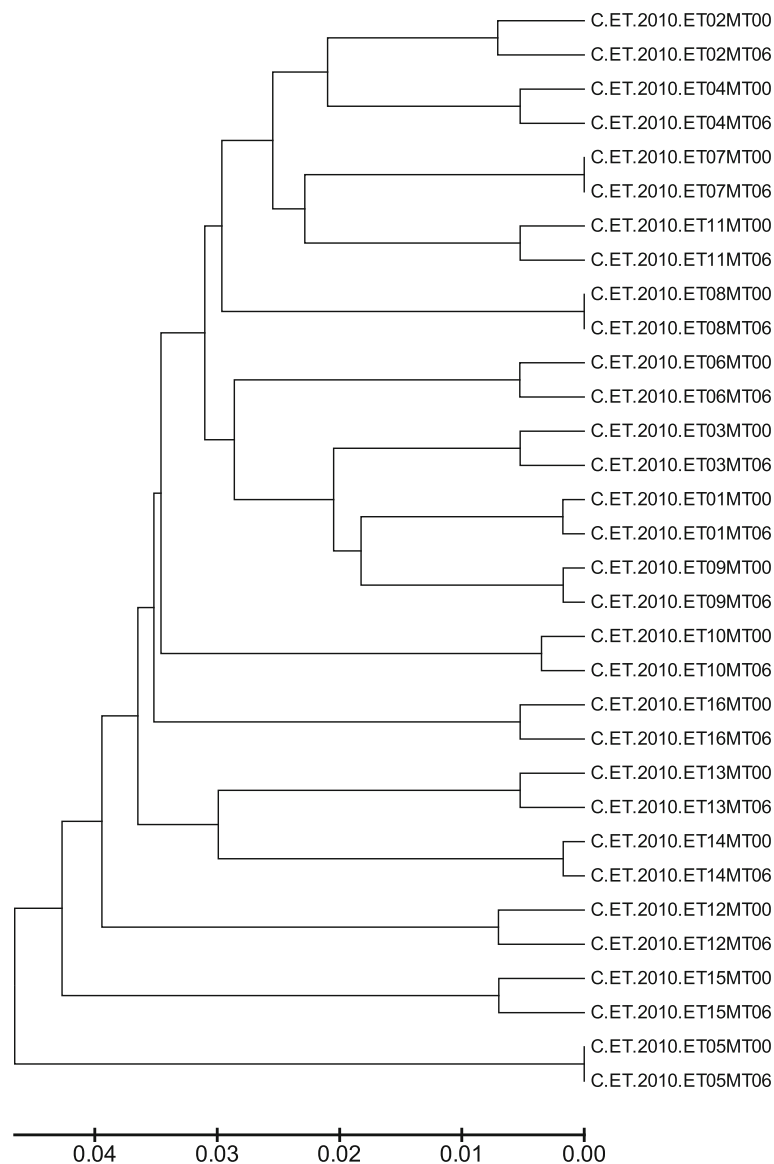 C.ET.2010.ET02MT00
C.ET.2010.ET02MT06
C.ET.2010.ET04MT00
C.ET.2010.ET04MT06
C.ET.2010.ET07MT00
C.ET.2010.ET07MT06
C.ET.2010.ET11MT00
C.ET.2010.ET11MT06
C.ET.2010.ET08MT00
C.ET.2010.ET08MT06
C.ET.2010.ET06MT00
C.ET.2010.ET06MT06
C.ET.2010.ET03MT00
C.ET.2010.ET03MT06
C.ET.2010.ET01MT00
C.ET.2010.ET01MT06
C.ET.2010.ET09MT00
C.ET.2010.ET09MT06
C.ET.2010.ET10MT00
C.ET.2010.ET10MT06
C.ET.2010.ET16MT00
C.ET.2010.ET16MT06
C.ET.2010.ET13MT00
C.ET.2010.ET13MT06
C.ET.2010.ET14MT00
C.ET.2010.ET14MT06
C.ET.2010.ET12MT00
C.ET.2010.ET12MT06
C.ET.2010.ET15MT00
C.ET.2010.ET15MT06
C.ET.2010.ET05MT00
C.ET.2010.ET05MT06
0.04 0.03 0.02 0.01 0.00